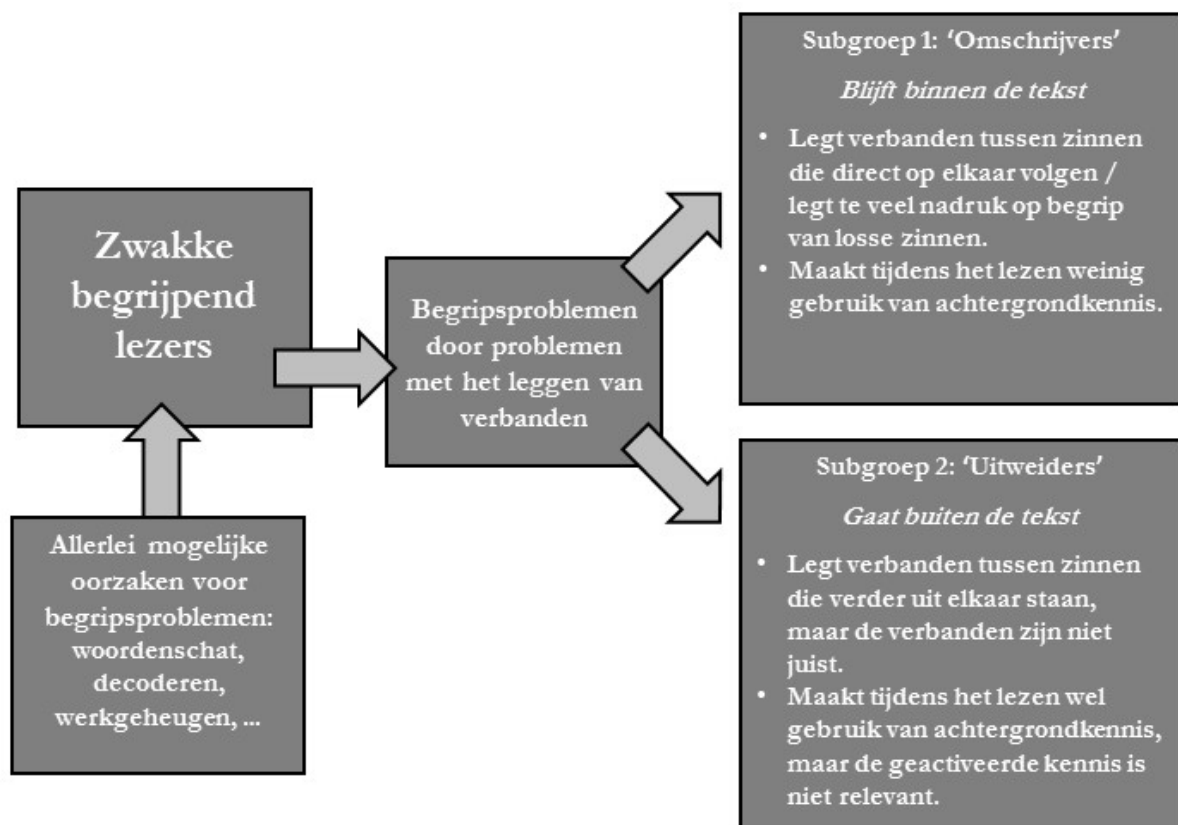 Zwakke
begrijpend
lezers
Allerlei mogelijke
oorzaken voor
begripsproblemen:
woordenschat,
decoderen,
werkgeheugen, ...
Begripsproblemen
door problemen
met het leggen van
verbanden
Subgroep 1: ‘Omschrijvers’
Blijft binnen de tekst
• Legt verbanden tussen zinnen
die direct op elkaar volgen /
legt te veel nadruk op begrip
van losse zinnen.
• Maakt tijdens het lezen weinig
gebruik van achtergrondkennis.
Subgroep 2: ‘Uitweiders’
Gaat buiten de tekst
• Legt verbanden tussen zinnen
die verder uit elkaar staan,
maar de verbanden zijn niet
juist.
• Maakt tijdens het lezen wel
gebruik van achtergrondkennis,
maar de geactiveerde kennis is
niet relevant.